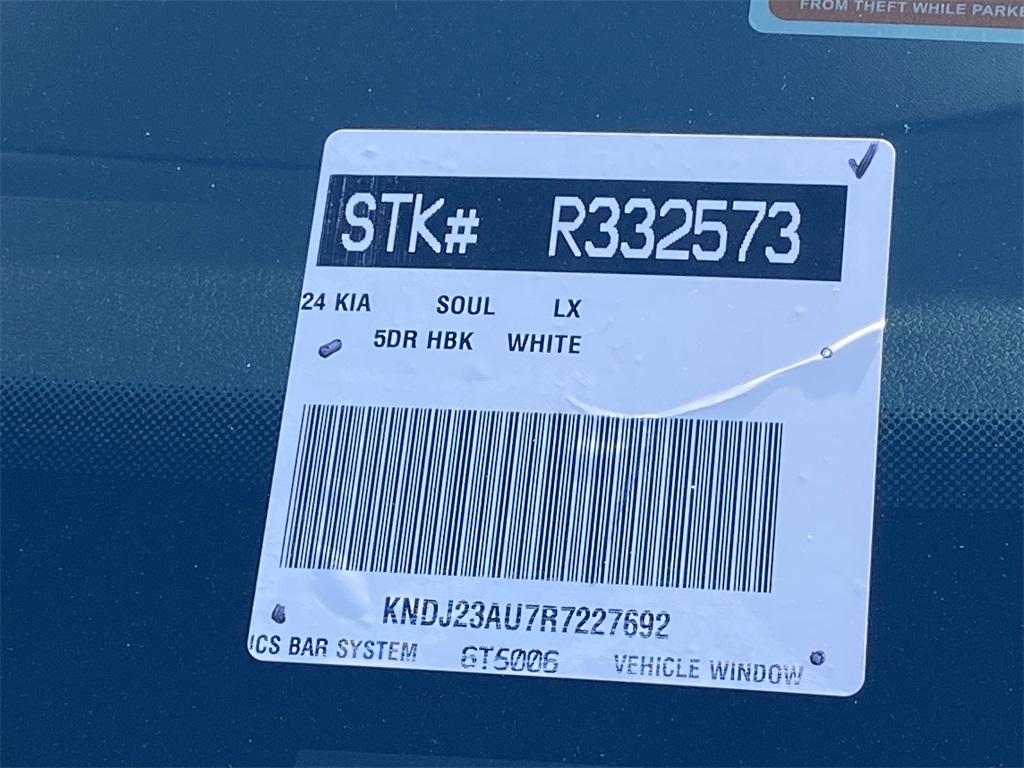 FROM THEFT WHILE PARKE
STK# R332573
24 KIA SOUL LX
5DR HBK WHITE
KNDJ23AU7R7227692
ICS BAR SYSTEM GT5006 VEHICLE WINDOW